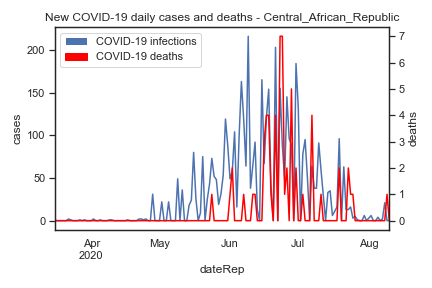 New COVID-19 daily cases and deaths - Central_African_Republic
COVID-19 infections
COVID-19 deaths
cases
200
150
100
50
0
7
6
5
4
3
2
1
0
deaths
Apr
2020
May
Jun
Jul
Aug
dateRep